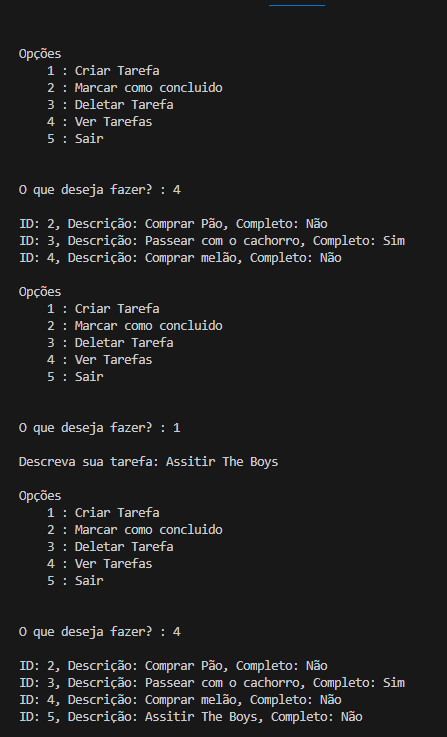 Opções
1 : Criar Tarefa
2 : Marcar como concluido
3 : Deletar Tarefa
4 : Ver Tarefas
5 : Sair
O que deseja fazer? : 4
ID: 2, Descrição: Comprar Pão, Completo: Não
ID: 3, Descrição: Passear com o cachorro, Completo: Sim
ID: 4, Descrição: Comprar melão, Completo: Não
Opções
1 : Criar Tarefa
2 : Marcar como concluido
3 : Deletar Tarefa
4 : Ver Tarefas
5 : Sair
O que deseja fazer? : 1
Descreva sua tarefa: Assitir The Boys
Opções
1 : Criar Tarefa
2 : Marcar como concluido
3 : Deletar Tarefa
4 : Ver Tarefas
5 : Sair
O que deseja fazer? : 4
ID: 2, Descrição: Comprar Pão, Completo: Não
ID: 3, Descrição: Passear com o cachorro, Completo: Sim
ID: 4, Descrição: Comprar melão, Completo: Não
ID: 5, Descrição: Assitir The Boys, Completo: Não